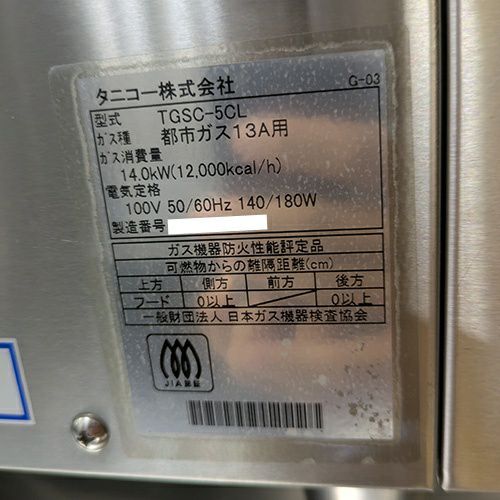 タニコー株式会社
G-03
型式 TGSC-5CL
ガス種 都市ガス13A用
ガス消費量
14.0kW(12,000kcal/h)
電気定格
100V 50/60Hz 140/180W
製造番号
ガス機器防火性能評定品
可燃物からの離隔距離(cm)
上方 側方 前方 後方
フード 0以上 0以上
一般財団法人 日本ガス機器検査協会
JIA認証